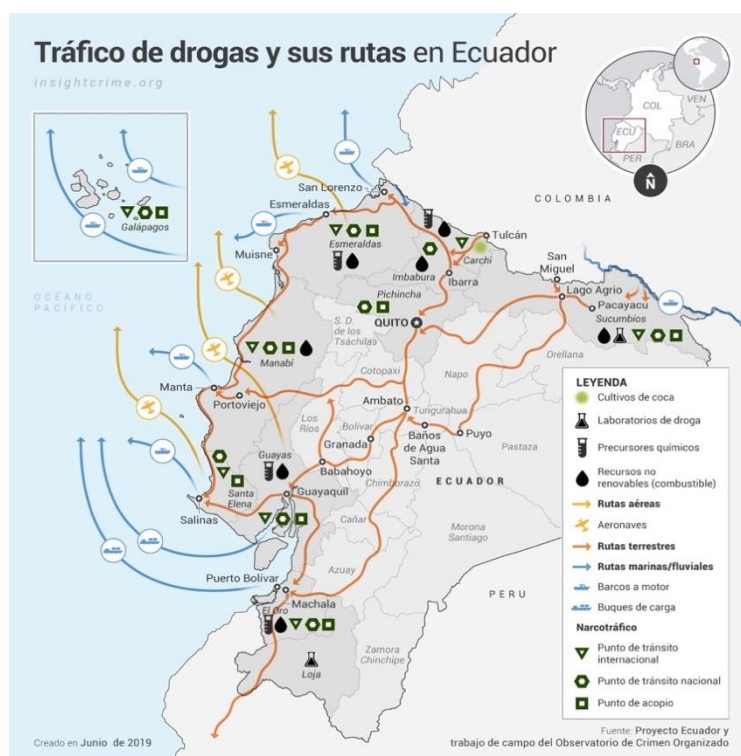 Tráfico de drogas y sus rutas en Ecuador
insightcrime.org
COL
VEN
ECU
PER
BRA
N
COLOMBIA
San Lorenzo
Esmeraldas
Galápagos
Esmeraldas
Tulcán
Carchi
Muisne
Imbabura
Ibarra
San
Miguel
Lago Agrio
Pacayacu
Sucumbios
OCÉANO
PACÍFICO
Pichincha
QUITO
S. D.
de los
Tsáchilas
Orellana
Manabí
Cotopaxi
Napo
Manta
Portoviejo
Ambato
Tungurahua
Los
Ríos
Bolívar
Granada
Baños
de Agua
Santa
Puyo
Pastaza
Guayas
Babahoyo
Chimborazo
ECUADOR
Santa
Elena
Guayaquil
Salinas
Cañar
Morona
Santiago
Azuay
Puerto Bolívar
Machala
El Oro
PERU
Zamora
Chinchipe
Loja
LEYENDA
Cultivos de coca
Laboratorios de droga
Precursores químicos
Recursos no
renovables (combustible)
Rutas aéreas
Aeronaves
Rutas terrestres
Rutas marinas/fluviales
Barcos a motor
Buques de carga
Narcotráfico
Punto de tránsito
internacional
Punto de tránsito nacional
Punto de acopio
Creado en Junio de 2019
Fuente: Proyecto Ecuador y
trabajo de campo del Observatorio de Crimen Organizado